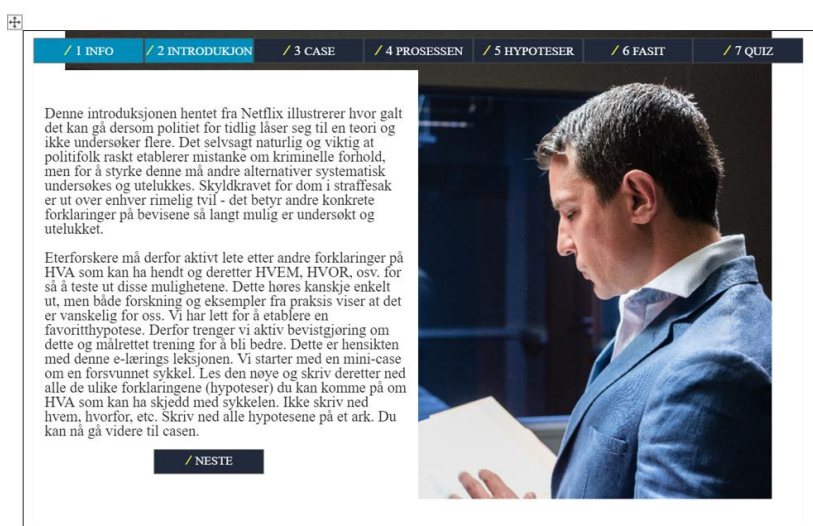 / 1 INFO / 2 INTRODUKJON / 3 CASE / 4 PROSESSEN / 5 HYPOTESER / 6 FASIT / 7 QUIZ
Denne introduksjonen hentet fra Netflix illustrerer hvor galt
det kan gå dersom politiet for tidlig låser seg til en teori og
ikke undersøker flere. Det selvsagt naturlig og viktig at
politifolk raskt etablerer mistanke om kriminelle forhold,
men for å styrke denne må andre alternativer systematisk
undersøkes og utelukkes. Skyldkravet for dom i straffesak
er ut over enhver rimelig tvil - det betyr andre konkrete
forklaringer på bevisene så langt mulig er undersøkt og
utelukket.
Eterforskere må derfor aktivt lete etter andre forklaringer på
HVA som kan ha hendt og deretter HVEM, HVOR, osv. for
så å teste ut disse mulighetene. Dette høres kanskje enkelt
ut, men både forskning og eksempler fra praksis viser at det
er vanskelig for oss. Vi har lett for å etablere en
favoritthypotese. Derfor trenger vi aktiv bevistgjøring om
dette og målrettet trening for å bli bedre. Dette er hensikten
med denne e-lærings leksjonen. Vi starter med en mini-case
om en forsvunnet sykkel. Les den nøye og skriv deretter ned
alle de ulike forklaringene (hypoteser) du kan komme på om
HVA som kan ha skjedd med sykkelen. Ikke skriv ned
hvem, hvorfor, etc. Skriv ned alle hypotesene på et ark. Du
kan nå gå videre til casen.
/ NESTE